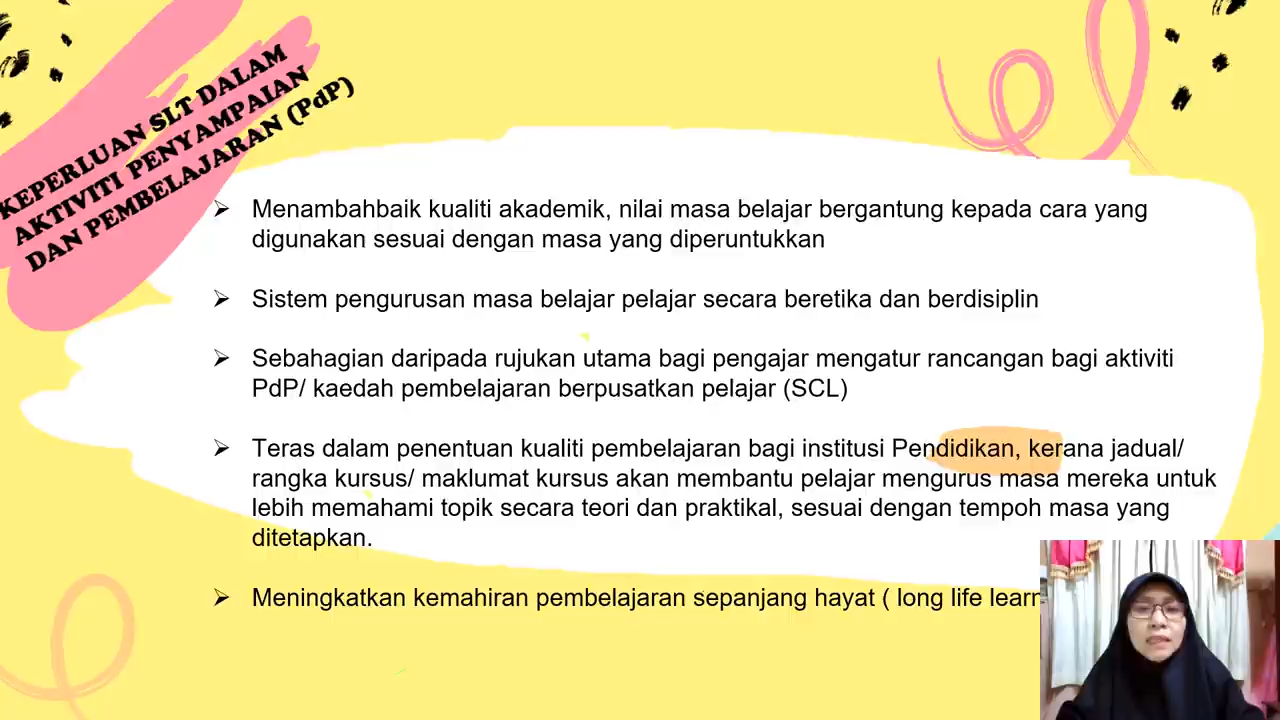 KEPERLUAN SLT DALAM
AKTIVITI PENYAMPAIAN
DAN PEMBELAJARAN (PdP)
➢ Menambahbaik kualiti akademik, nilai masa belajar bergantung kepada cara yang
digunakan sesuai dengan masa yang diperuntukkan
➢ Sistem pengurusan masa belajar pelajar secara beretika dan berdisiplin
➢ Sebahagian daripada rujukan utama bagi pengajar mengatur rancangan bagi aktiviti
PdP/ kaedah pembelajaran berpusatkan pelajar (SCL)
➢ Teras dalam penentuan kualiti pembelajaran bagi institusi Pendidikan, kerana jadual/
rangka kursus/ maklumat kursus akan membantu pelajar mengurus masa mereka untuk
lebih memahami topik secara teori dan praktikal, sesuai dengan tempoh masa yang
ditetapkan.
➢ Meningkatkan kemahiran pembelajaran sepanjang hayat ( long life